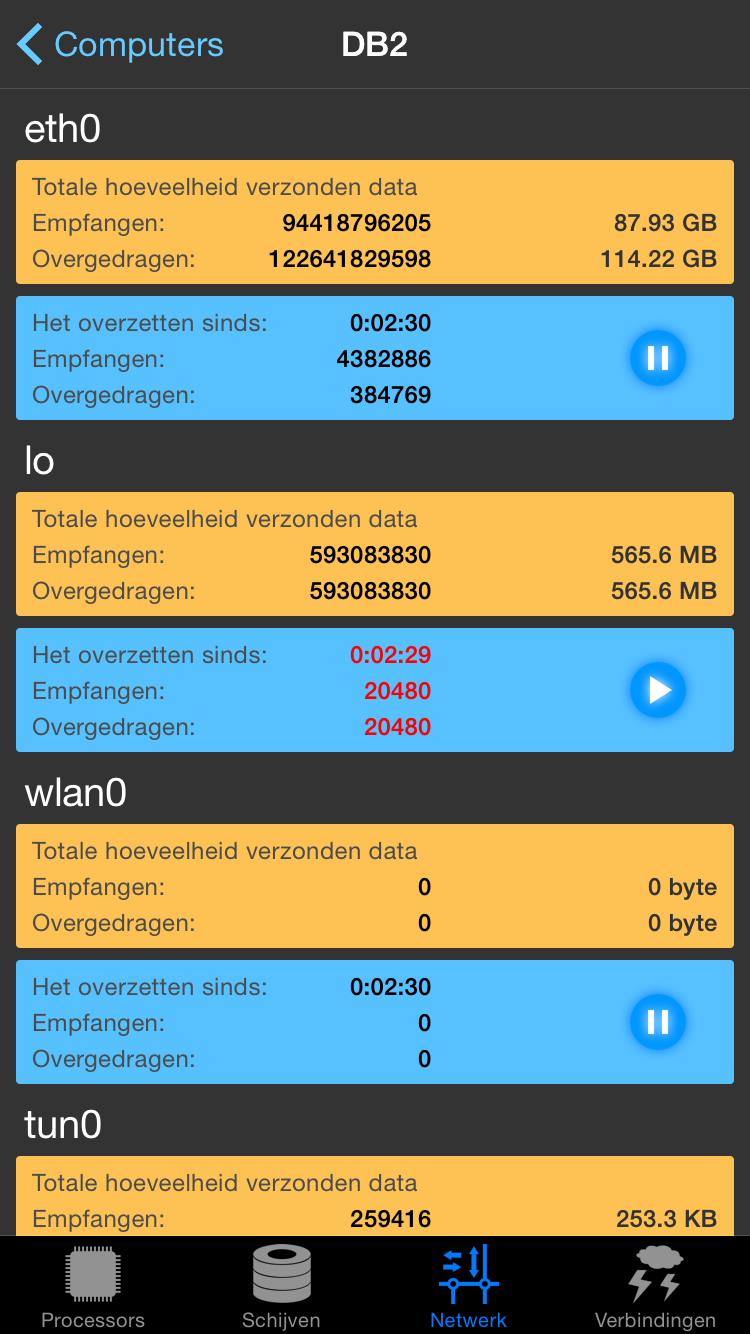 Computers DB2
eth0
Totale hoeveelheid verzonden data
Empfangen: 94418796205 87.93 GB
Overgedragen: 122641829598 114.22 GB
Het overzetten sinds: 0:02:30
Empfangen: 4382886
Overgedragen: 384769
lo
Totale hoeveelheid verzonden data
Empfangen: 593083830 565.6 MB
Overgedragen: 593083830 565.6 MB
Het overzetten sinds: 0:02:29
Empfangen: 20480
Overgedragen: 20480
wlan0
Totale hoeveelheid verzonden data
Empfangen: 0 0 byte
Overgedragen: 0 0 byte
Het overzetten sinds: 0:02:30
Empfangen: 0
Overgedragen: 0
tun0
Totale hoeveelheid verzonden data
Empfangen: 259416 253.3 KB
Processors Schijven Netwerk Verbindingen